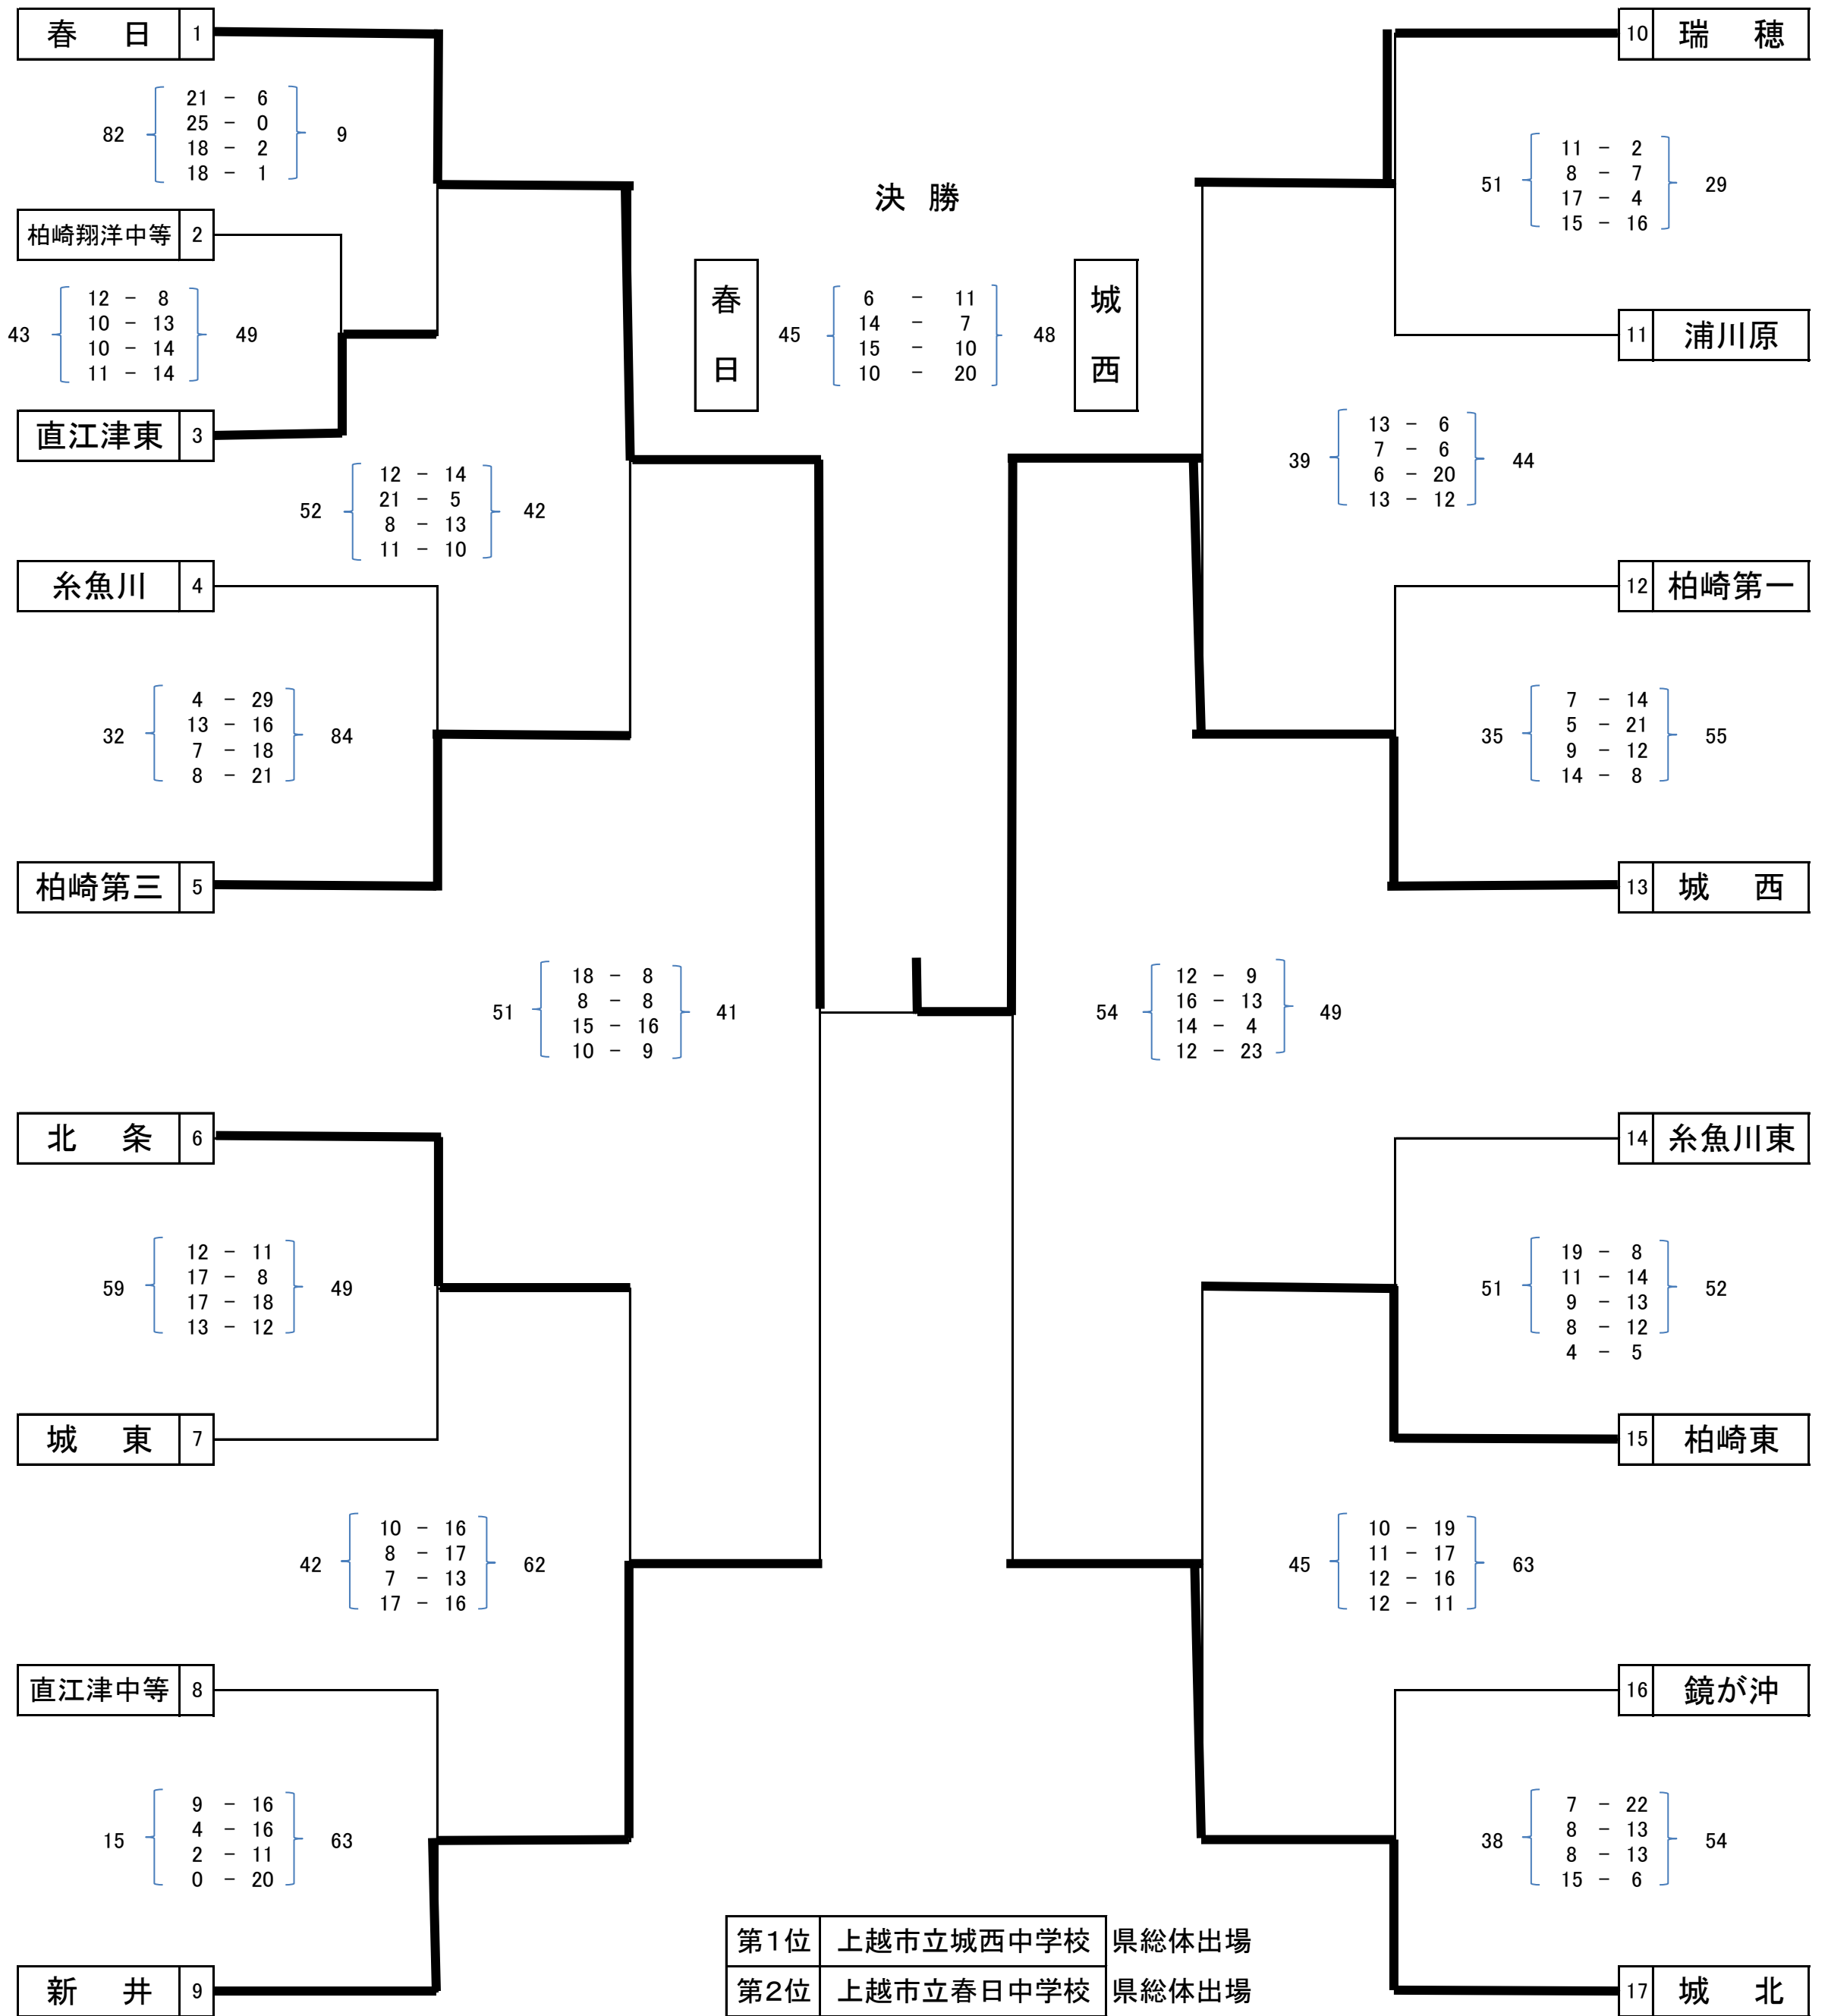 春 日 1
82 9
21 - 6
25 - 0
18 - 2
18 - 1
柏崎翔洋中等 2
43 49
12 - 8
10 - 13
10 - 14
11 - 14
直江津東 3
52 42
12 - 14
21 - 5
8 - 13
11 - 10
糸魚川 4
32 84
4 - 29
13 - 16
7 - 18
8 - 21
柏崎第三 5
51 41
18 - 8
8 - 8
15 - 16
10 - 9
北 条 6
59 49
12 - 11
17 - 8
17 - 18
13 - 12
城 東 7
42 62
10 - 16
8 - 17
7 - 13
17 - 16
直江津中等 8
15 63
9 - 16
4 - 16
2 - 11
0 - 20
新 井 9
決 勝
春日
45 48
6 - 11
14 - 7
15 - 10
10 - 20
城西
10 瑞 穂
51 29
11 - 2
8 - 7
17 - 4
15 - 16
11 浦川原
39 44
13 - 6
7 - 6
6 - 20
13 - 12
12 柏崎第一
35 55
7 - 14
5 - 21
9 - 12
14 - 8
13 城 西
54 49
12 - 9
16 - 13
14 - 4
12 - 23
14 糸魚川東
51 52
19 - 8
11 - 14
9 - 13
8 - 12
4 - 5
15 柏崎東
45 63
10 - 19
11 - 17
12 - 16
12 - 11
16 鏡が沖
38 54
7 - 22
8 - 13
8 - 13
15 - 6
17 城 北
第1位 上越市立城西中学校 県総体出場
第2位 上越市立春日中学校 県総体出場